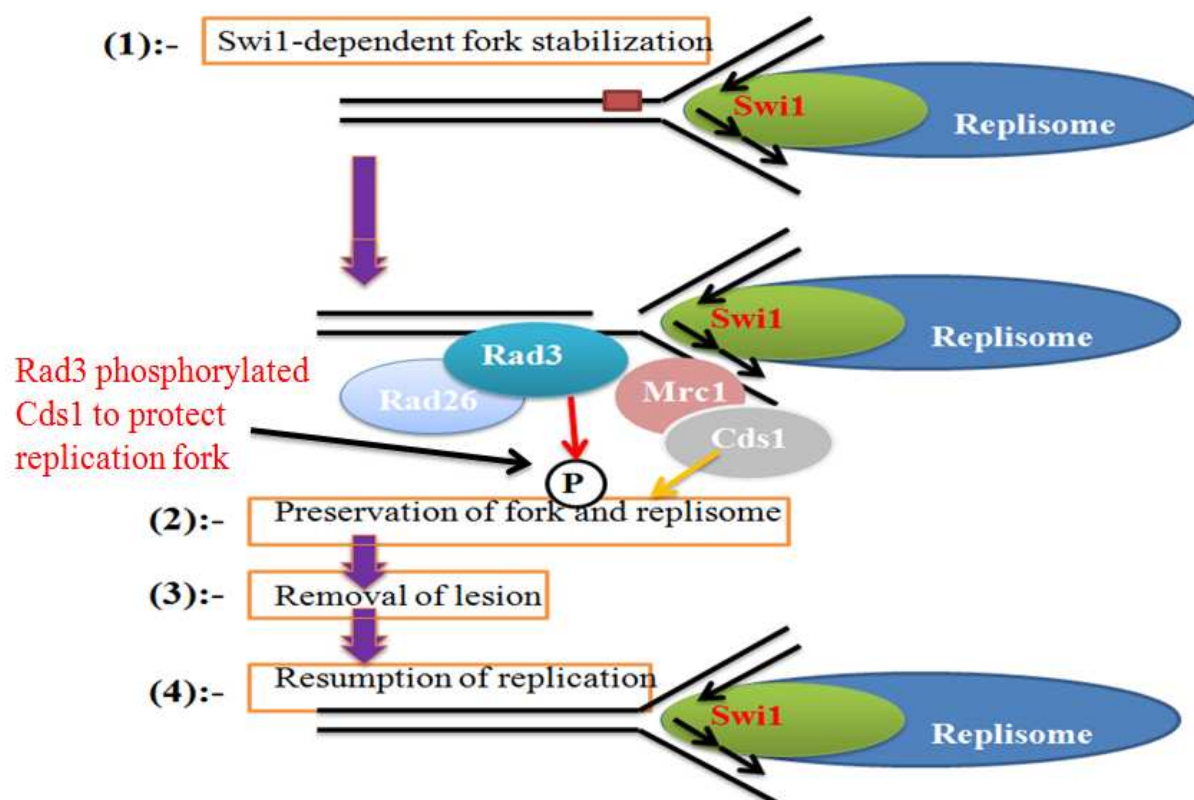 (1):- Swi1-dependent fork stabilization
Swi1
Replisome
Swi1
Replisome
Rad3
Rad26
Mrc1
Cds1
Rad3 phosphorylated
Cds1 to protect
replication fork
P
(2):- Preservation of fork and replisome
(3):- Removal of lesion
(4):- Resumption of replication
Swi1
Replisome